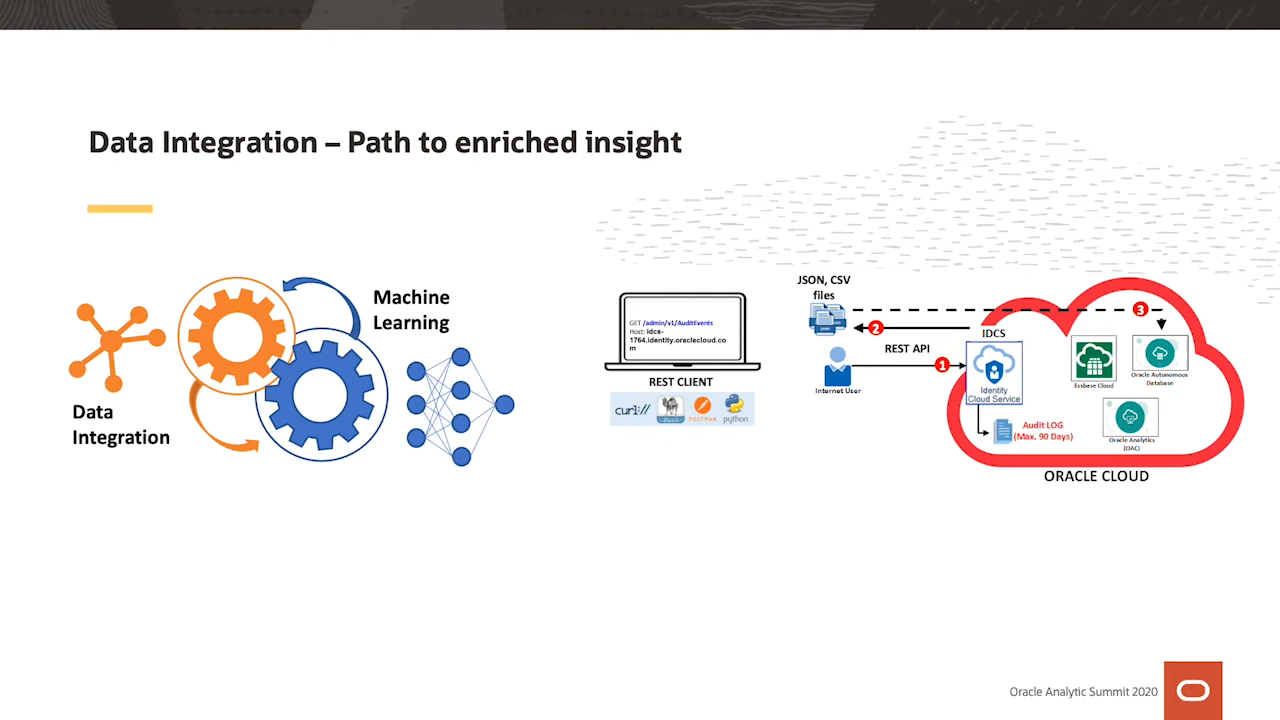 Data Integration – Path to enriched insight
Machine
Learning
Data
Integration
GET /admin/v1/AuditEvents
Host: idcs-
1764.identity.oraclecloud.co
m
REST CLIENT
curl://
POSTMAN
python
JSON, CSV
files
JSON
2
3
REST API
1
Internet User
IDCS
Identity
Cloud Service
Audit LOG
(Max. 90 Days)
Essbase Cloud
Oracle Autonomous
Database
Oracle Analytics
(OAC)
ORACLE CLOUD
Oracle Analytic Summit 2020